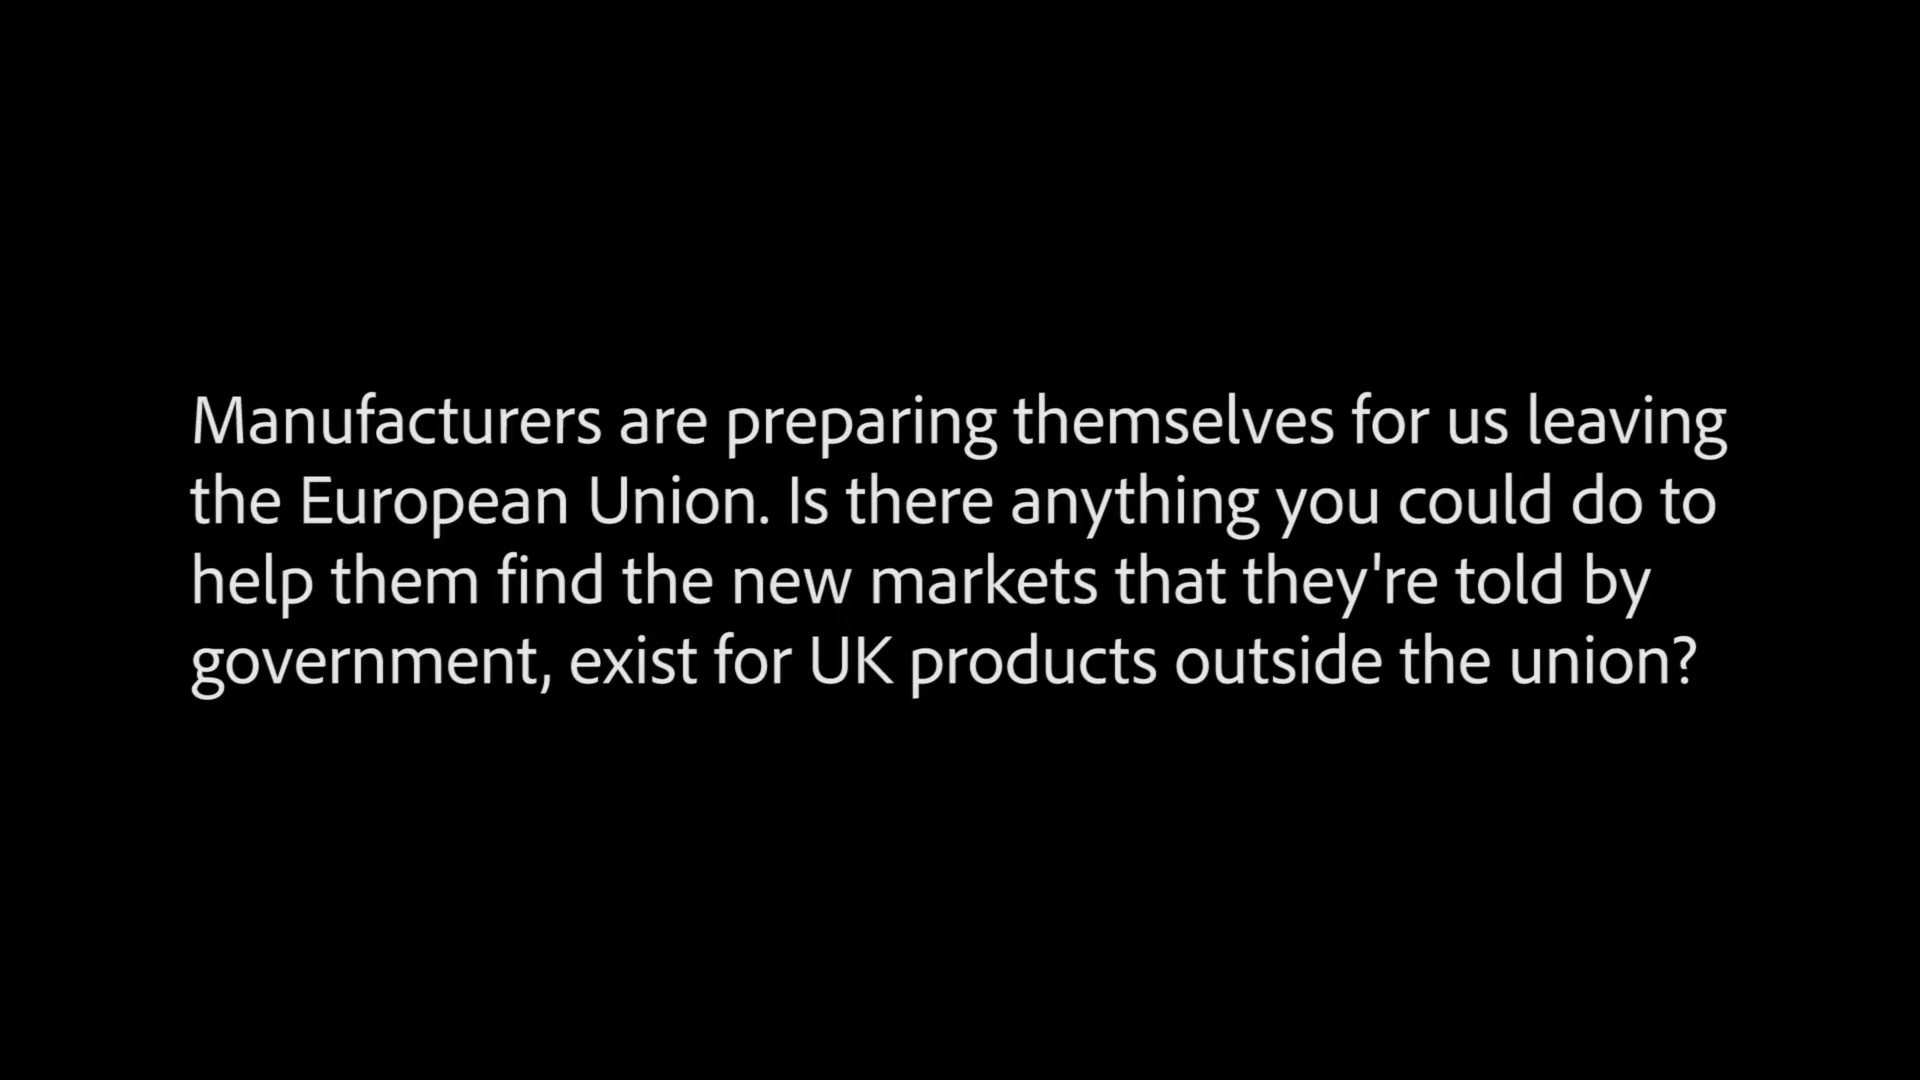 Manufacturers are preparing themselves for us leaving
the European Union. Is there anything you could do to
help them find the new markets that they're told by
government, exist for UK products outside the union?